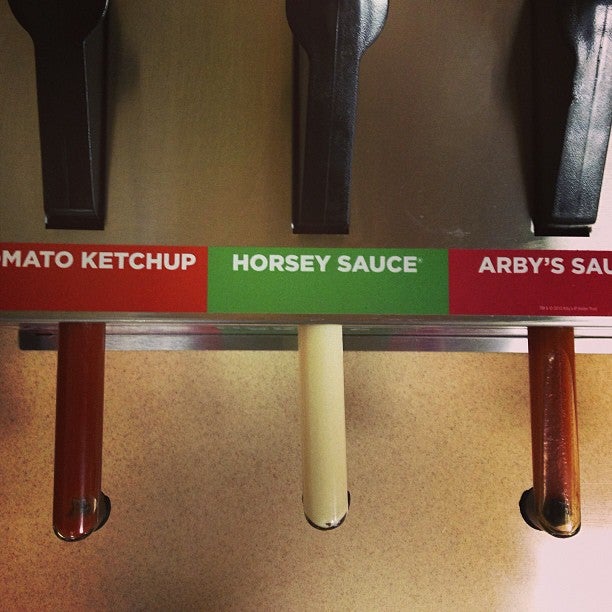 OMATO KETCHUP
HORSEY SAUCE®
ARBY'S SAU